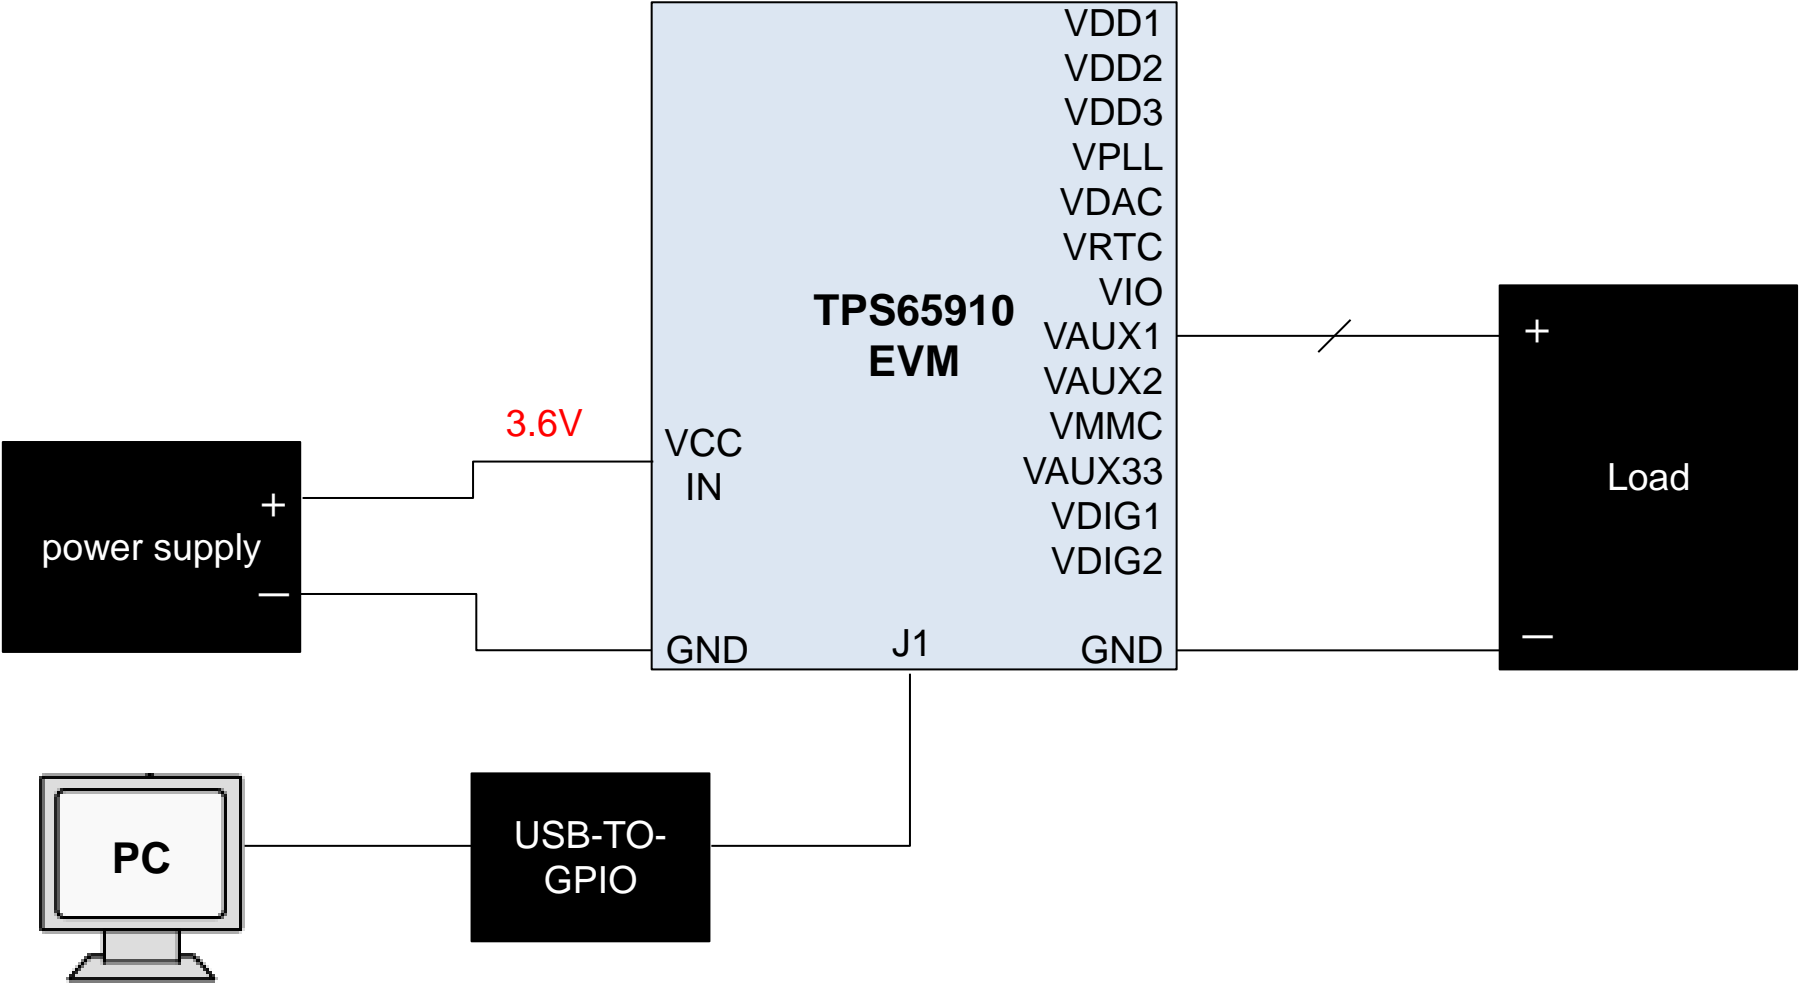 VDD1
VDD2
VDD3
VPLL
VDAC
VRTC
VIO
VAUX1
VAUX2
VMMC
VAUX33
VDIG1
VDIG2
GND
TPS65910
EVM
3.6V
VCC
IN
GND
J1
+
power supply
—
+
Load
—
PC
USB-TO-
GPIO